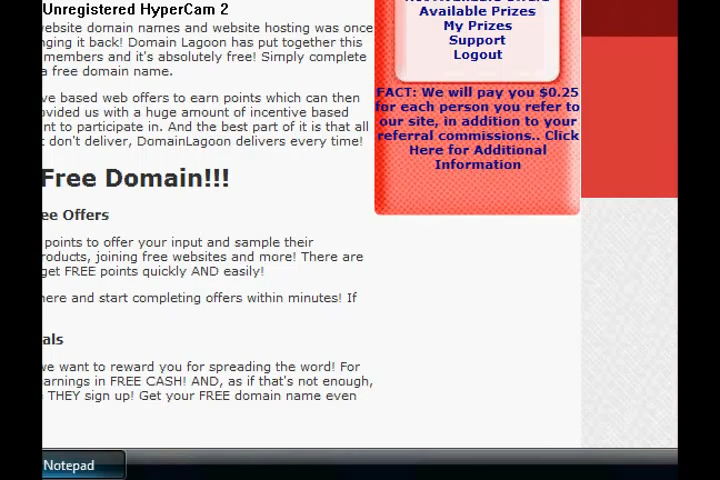 Unregistered HyperCam 2
website domain names and website hosting was once
nging it back! Domain Lagoon has put together this
members and it's absolutely free! Simply complete
a free domain name.
ve based web offers to earn points which can then
ovided us with a huge amount of incentive based
nt to participate in. And the best part of it is that all
t don't deliver, DomainLagoon delivers every time!
Free Domain!!!
ee Offers
points to offer your input and sample their
roducts, joining free websites and more! There are
get FREE points quickly AND easily!
here and start completing offers within minutes! If
als
we want to reward you for spreading the word! For
earnings in FREE CASH! AND, as if that's not enough,
THEY sign up! Get your FREE domain name even
Available Prizes
My Prizes
Support
Logout
FACT: We will pay you $0.25
for each person you refer to
our site, in addition to your
referral commissions.. Click
Here for Additional
Information
Notepad